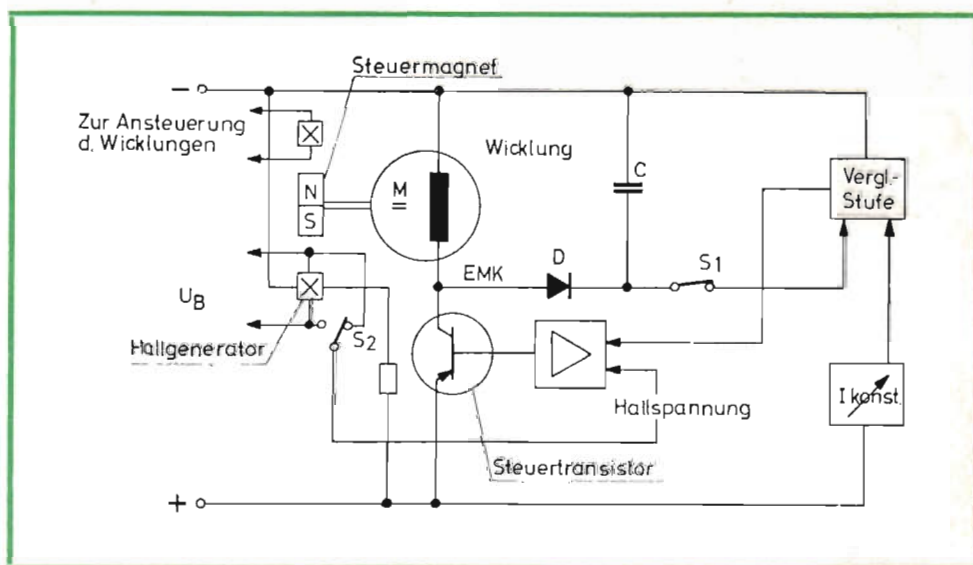 Steuermagnet
−
Zur Ansteuerung
d. Wicklungen
Wicklung
N
S
M
C
Vergl.-
Stufe
EMK
D
S1
UB
S2
Hallgenerator
Hallspannung
I konst.
Steuertransistor
+